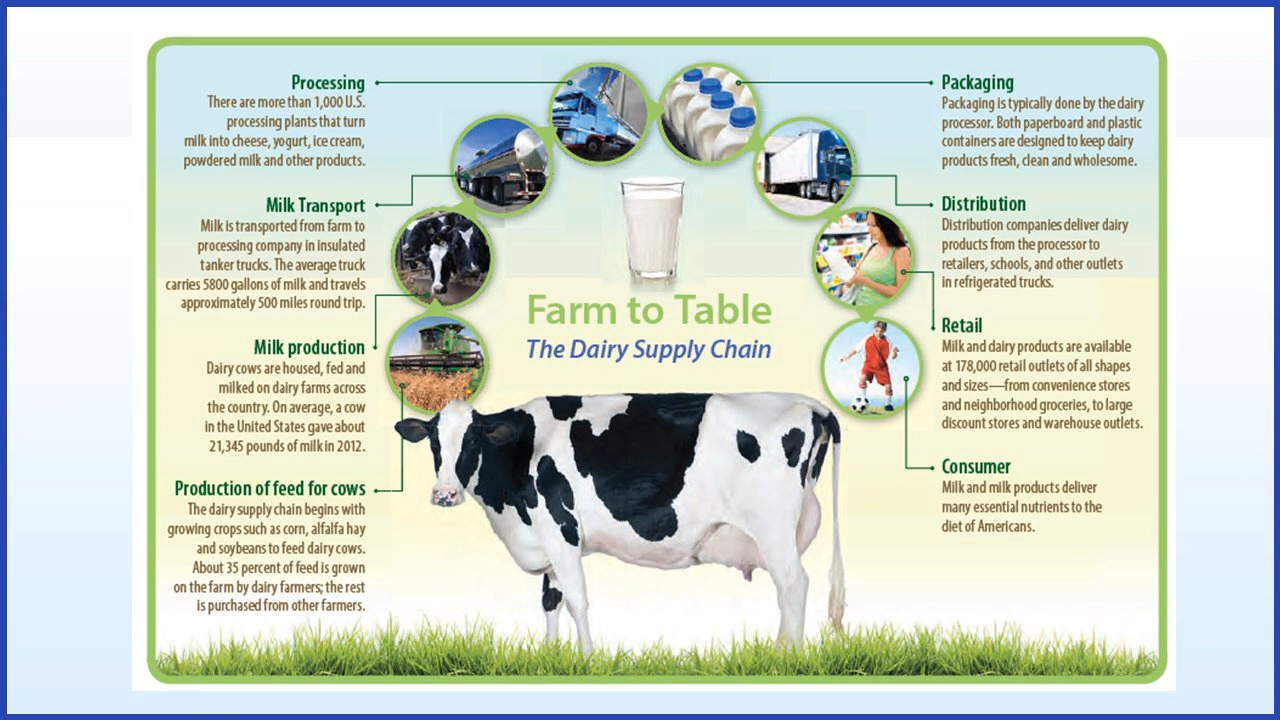 Processing
There are more than 1,000 U.S.
processing plants that turn
milk into cheese, yogurt, ice cream,
powdered milk and other products.
Milk Transport
Milk is transported from farm to
processing company in insulated
tanker trucks. The average truck
carries 5800 gallons of milk and travels
approximately 500 miles round trip.
Milk production
Dairy cows are housed, fed and
milked on dairy farms across
the country. On average, a cow
in the United States gave about
21,345 pounds of milk in 2012.
Production of feed for cows
The dairy supply chain begins with
growing crops such as corn, alfalfa hay
and soybeans to feed dairy cows.
About 35 percent of feed is grown
on the farm by dairy farmers; the rest
is purchased from other farmers.
Farm to Table
The Dairy Supply Chain
Packaging
Packaging is typically done by the dairy
processor. Both paperboard and plastic
containers are designed to keep dairy
products fresh, clean and wholesome.
Distribution
Distribution companies deliver dairy
products from the processor to
retailers, schools, and other outlets
in refrigerated trucks.
Retail
Milk and dairy products are available
at 178,000 retail outlets of all shapes
and sizes—from convenience stores
and neighborhood groceries, to large
discount stores and warehouse outlets.
Consumer
Milk and milk products deliver
many essential nutrients to the
diet of Americans.